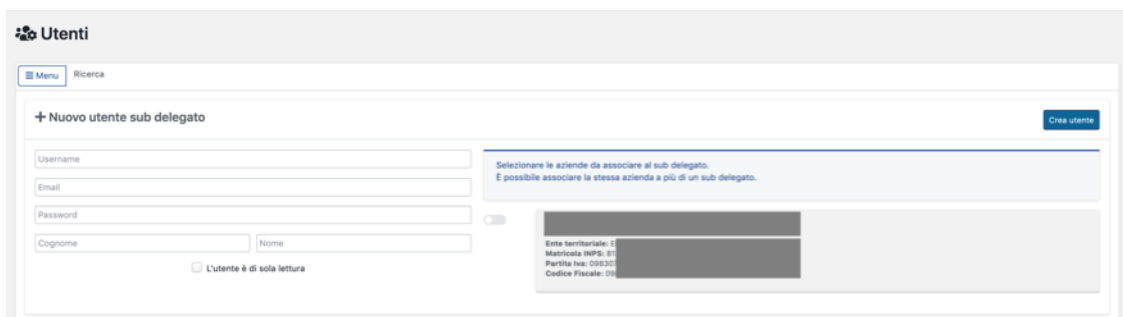 Utenti
Menu
Ricerca
+ Nuovo utente sub delegato
Crea utente
Username
Email
Password
Cognome
Nome
L'utente è di sola lettura
Selezionare le aziende da associare al sub delegato.
È possibile associare la stessa azienda a più di un sub delegato.
Ente territoriale:
Matricola INPS:
Partita Iva:
Codice Fiscale: